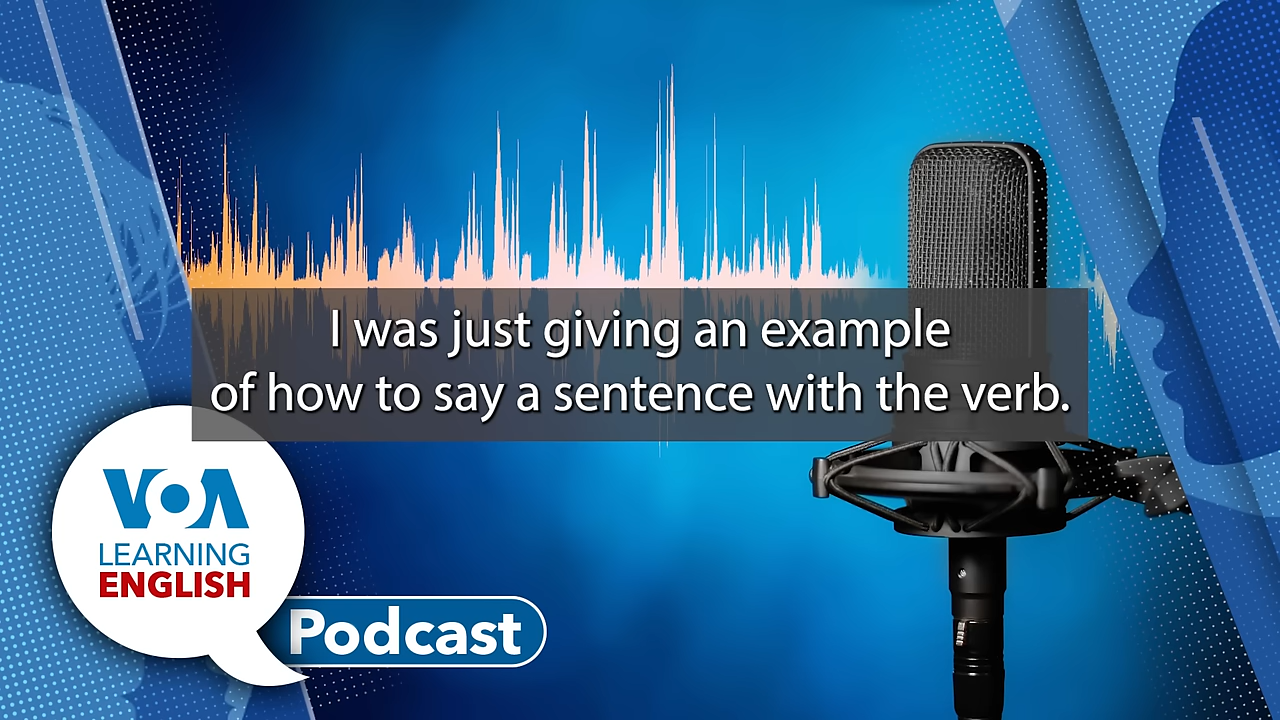 I was just giving an example
of how to say a sentence with the verb.
VOA
LEARNING
ENGLISH
Podcast